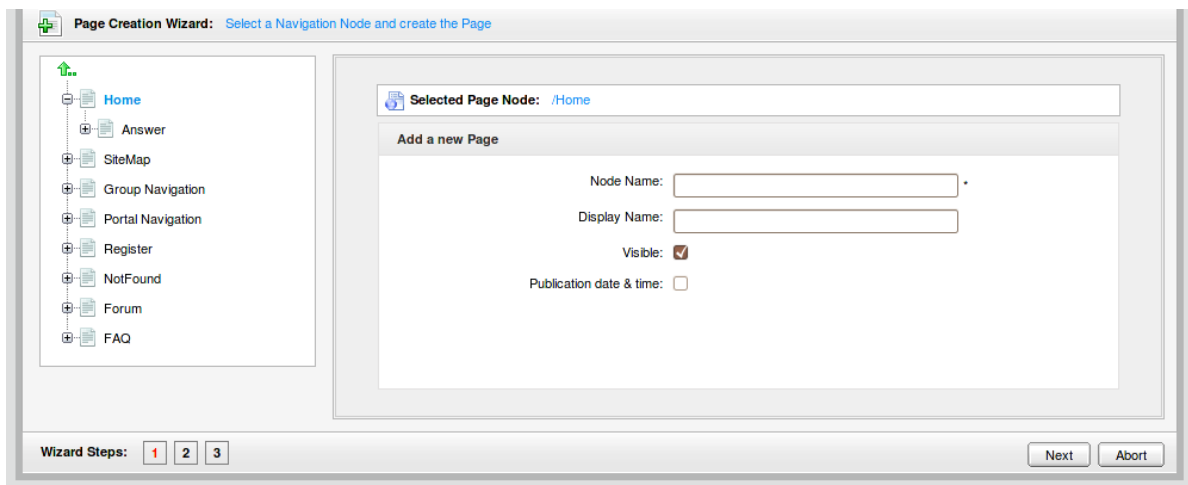 Page Creation Wizard: Select a Navigation Node and create the Page
Home
Answer
SiteMap
Group Navigation
Portal Navigation
Register
NotFound
Forum
FAQ
Selected Page Node: /Home
Add a new Page
Node Name: *
Display Name:
Visible:
Publication date & time:
Wizard Steps: 1 2 3
Next Abort